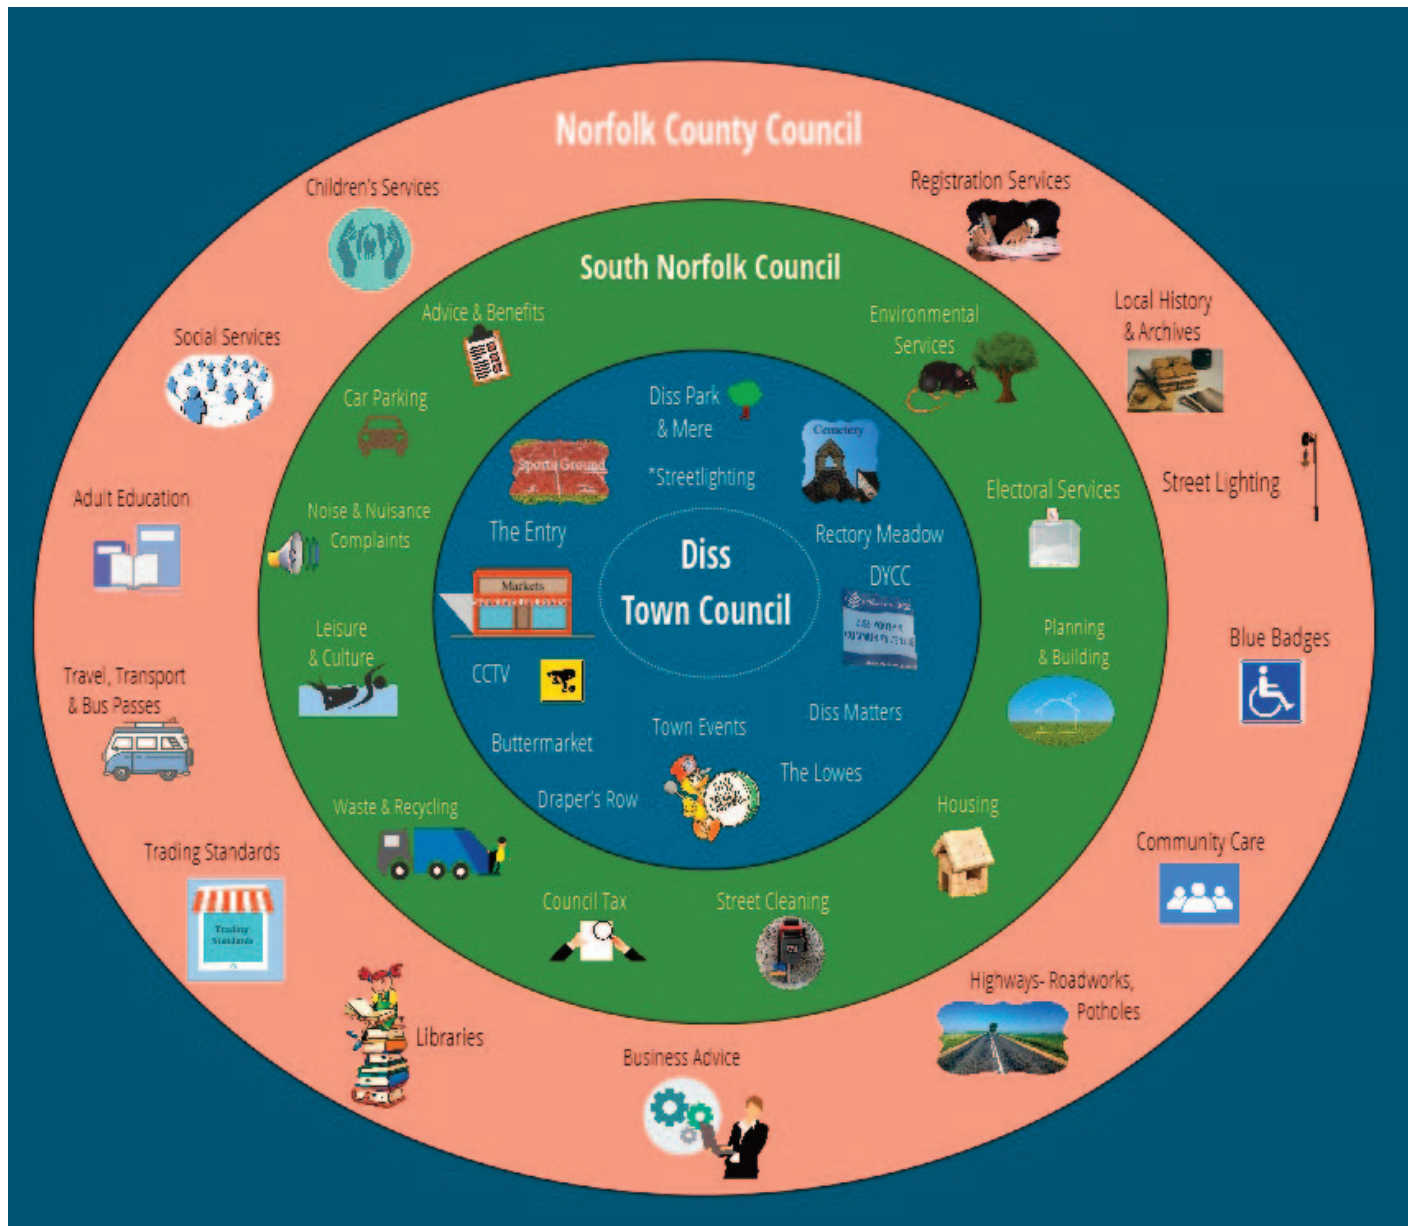 Norfolk County Council
Children's Services
Registration Services
South Norfolk Council
Local History
& Archives
Advice & Benefits
Environmental
Services
Social Services
Car Parking
Diss Park
& Mere
Cemetery
Sports Ground
*Streetlighting
Street Lighting
Adult Education
Electoral Services
Noise & Nuisance
Complaints
The Entry
Rectory Meadow
Diss
Town Council
DYCC
Markets
Leisure
& Culture
Planning
& Building
Blue Badges
Travel, Transport
& Bus Passes
CCTV
Diss Matters
Town Events
Buttermarket
The Lowes
Draper's Row
Waste & Recycling
Housing
Trading Standards
Community Care
Council Tax
Street Cleaning
Trading
Standards
Highways- Roadworks,
Potholes
Libraries
Business Advice